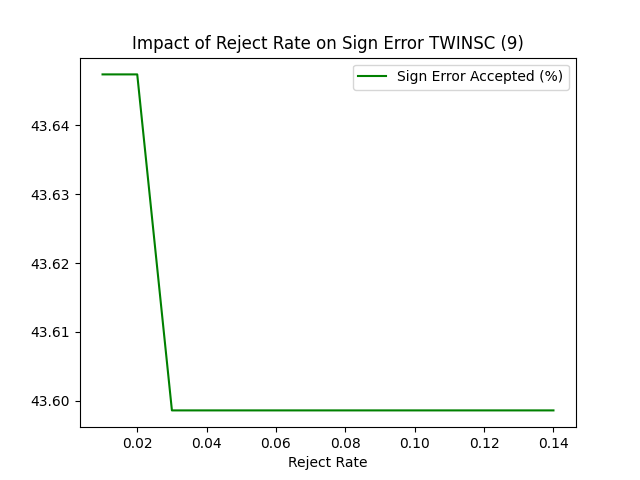 Impact of Reject Rate on Sign Error TWINSC (9)
Sign Error Accepted (%)
43.64
43.63
43.62
43.61
43.60
0.02 0.04 0.06 0.08 0.10 0.12 0.14
Reject Rate